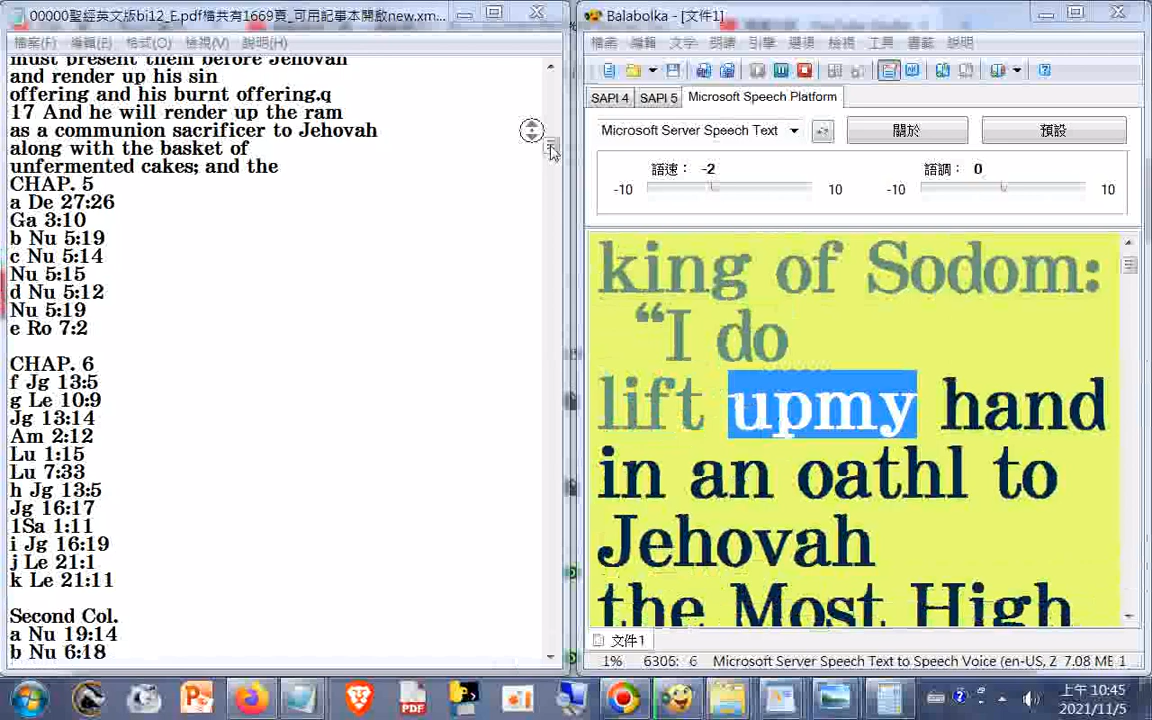 00000聖經英文版bi12_E.pdf檔共有1669頁_可用記事本開啟new.xm...
檔案(F) 編輯(E) 格式(O) 檢視(V) 說明(H)
must present them before Jehovah
and render up his sin
offering and his burnt offering.q
17 And he will render up the ram
as a communion sacrificer to Jehovah
along with the basket of
unfermented cakes; and the
CHAP. 5
a De 27:26
Ga 3:10
b Nu 5:19
c Nu 5:14
Nu 5:15
d Nu 5:12
Nu 5:19
e Ro 7:2
CHAP. 6
f Jg 13:5
g Le 10:9
Jg 13:14
Am 2:12
Lu 1:15
Lu 7:33
h Jg 13:5
Jg 16:17
1Sa 1:11
i Jg 16:19
j Le 21:1
k Le 21:11
Second Col.
a Nu 19:14
b Nu 6:18
Balabolka - [文件1]
檔案 編輯 文字 朗讀 引擎 選項 檢視 工具 書籤 說明
SAPI 4 SAPI 5 Microsoft Speech Platform
Microsoft Server Speech Text 關於 預設
語速: -2 語調: 0
-10 10 -10 10
king of Sodom:
“I do
lift upmy hand
in an oathl to
Jehovah
the Most High
文件1
1% 6305: 6 Microsoft Server Speech Text to Speech Voice (en-US, Z 7.08 ME 1
PDF
上午 10:45
2021/11/5